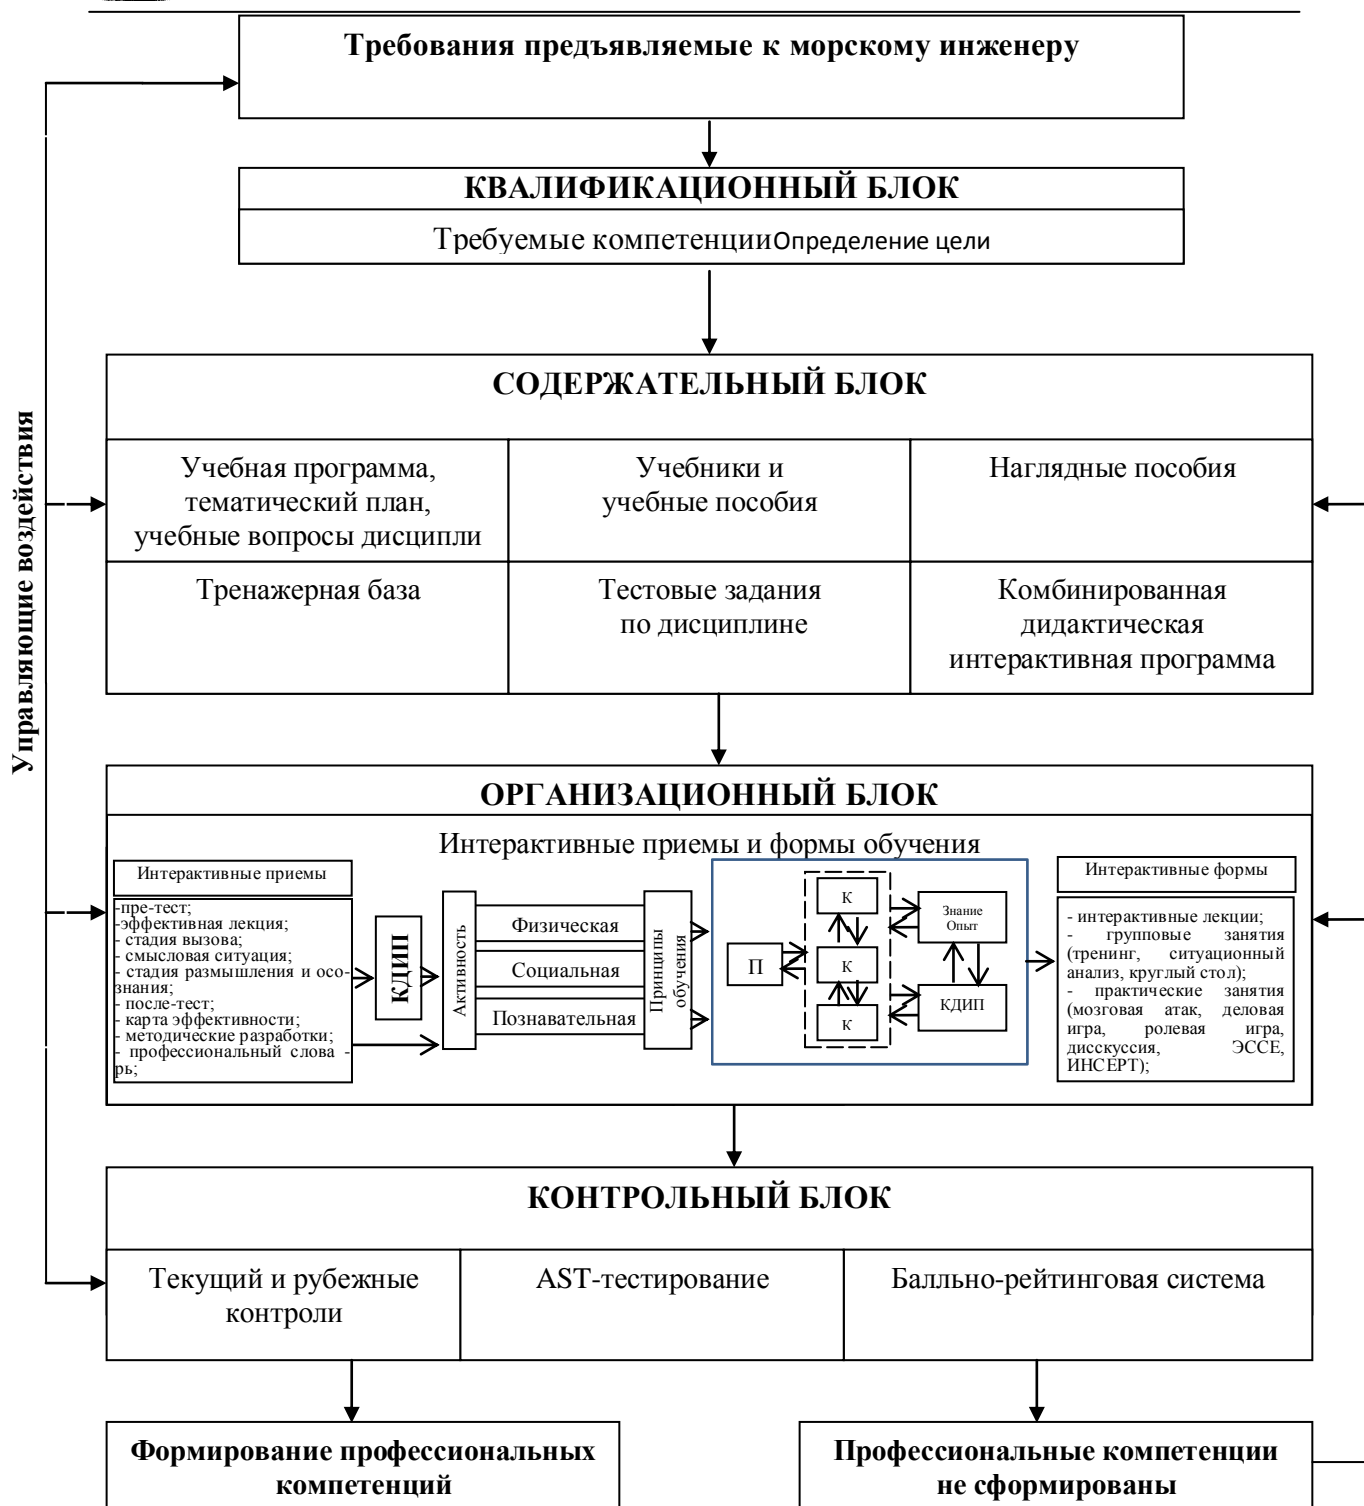 Требования предъявляемые к морскому инженеру
КВАЛИФИКАЦИОННЫЙ БЛОК
Требуемые компетенцииОпределение цели
Управляющие воздействия
СОДЕРЖАТЕЛЬНЫЙ БЛОК
Учебная программа,
тематический план,
учебные вопросы дисципли
Учебники и
учебные пособия
Наглядные пособия
Тренажерная база
Тестовые задания
по дисциплине
Комбинированная
дидактическая
интерактивная программа
ОРГАНИЗАЦИОННЫЙ БЛОК
Интерактивные приемы и формы обучения
Интерактивные приемы
-пре-тест;
-эффективная лекция;
- стадия вызова;
- смысловая ситуация;
- стадия размышления и осо-
знания;
- после-тест;
- карта эффективности;
- методические разработки;
- профессиональный слова -
рь;
КДИП
Активность
Физическая
Социальная
Познавательная
Принципы
обучения
П
К
К
К
Знание
Опыт
КДИП
Интерактивные формы
- интерактивные лекции;
- групповые занятия
(тренинг, ситуационный
анализ, круглый стол);
- практические занятия
(мозговая атак, деловая
игра, ролевая игра,
дисскуссия, ЭССЕ,
ИНСЕРТ);
КОНТРОЛЬНЫЙ БЛОК
Текущий и рубежные
контроли
AST-тестирование
Балльно-рейтинговая система
Формирование профессиональных
компетенций
Профессиональные компетенции
не сформированы